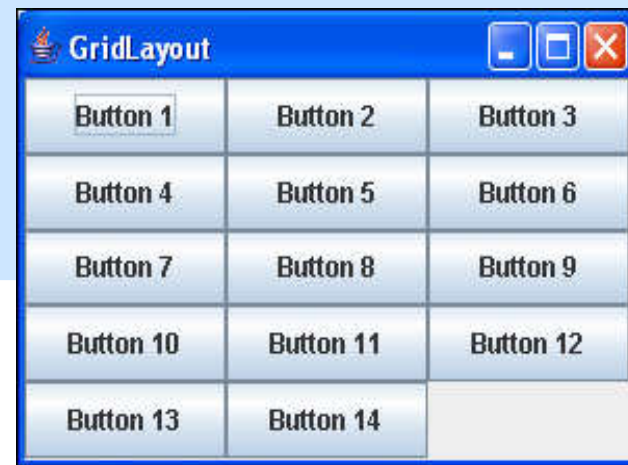 GridLayout
Button 1 Button 2 Button 3
Button 4 Button 5 Button 6
Button 7 Button 8 Button 9
Button 10 Button 11 Button 12
Button 13 Button 14